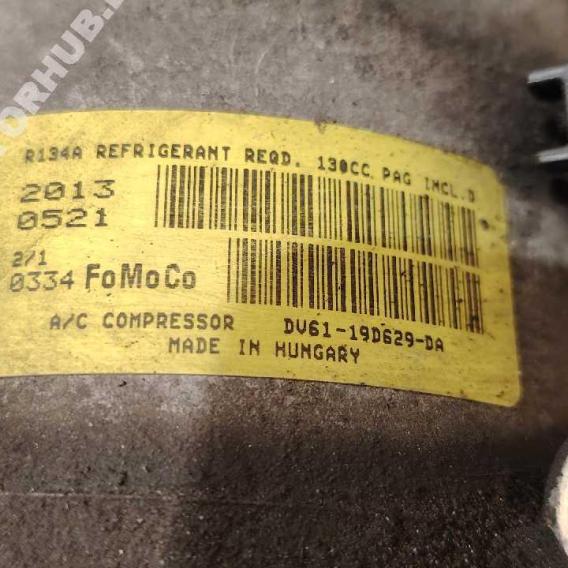 TORHUB.
R134A REFRIGERANT REQD. 130CC PAG INCL.D
2013
0521
2/1
0334 FoMoCo
A/C COMPRESSOR DV61-19D629-DA
MADE IN HUNGARY